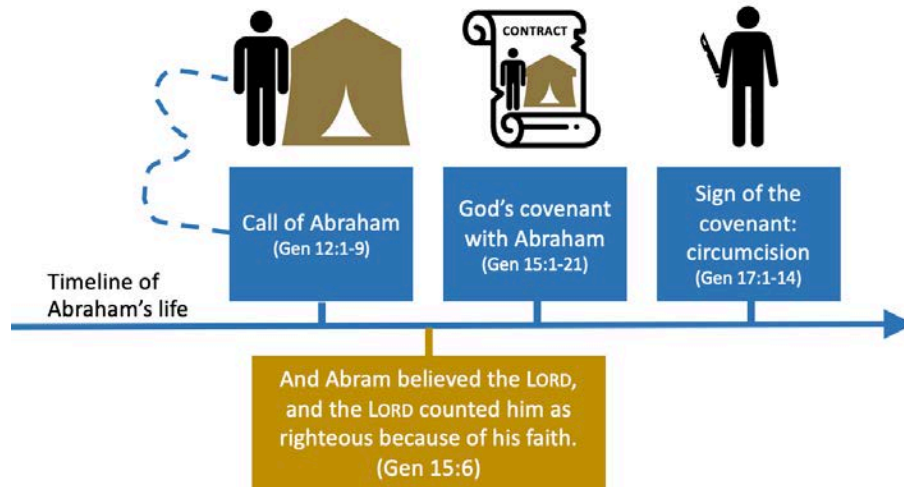 CONTRACT
Call of Abraham
(Gen 12:1-9)
God’s covenant
with Abraham
(Gen 15:1-21)
Sign of the
covenant:
circumcision
(Gen 17:1-14)
Timeline of
Abraham’s life
And Abram believed the LORD,
and the LORD counted him as
righteous because of his faith.
(Gen 15:6)